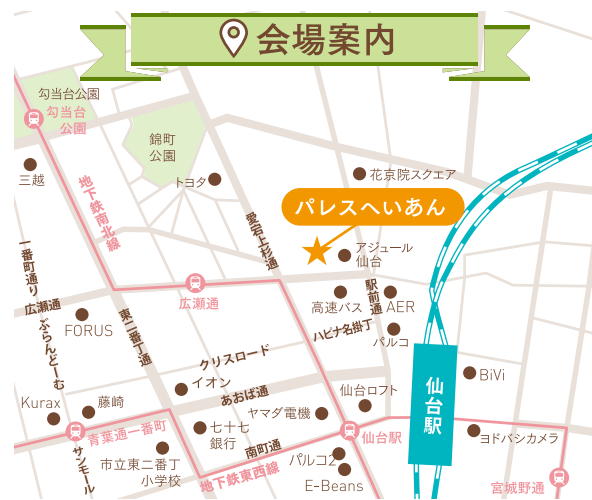 会場案内
勾当台公園
勾当台
公園
錦町
公園
三越
トヨタ
花京院スクエア
地下鉄南北線
愛宕上杉通
パレスへいあん
アジュール
仙台
一番町通り
広瀬通
広瀬通
駅前通
高速バス
AER
FORUS
東二番丁通
ハピナ名掛丁
パルコ
ぶらんどーむ
クリスロード
イオン
あおば通
仙台ロフト
仙台駅
BiVi
Kurax
藤崎
ヤマダ電機
青葉通一番町
七十七
銀行
仙台駅
ヨドバシカメラ
サンモール
市立東二番丁
小学校
南町通
地下鉄東西線
パルコ2
E-Beans
宮城野通